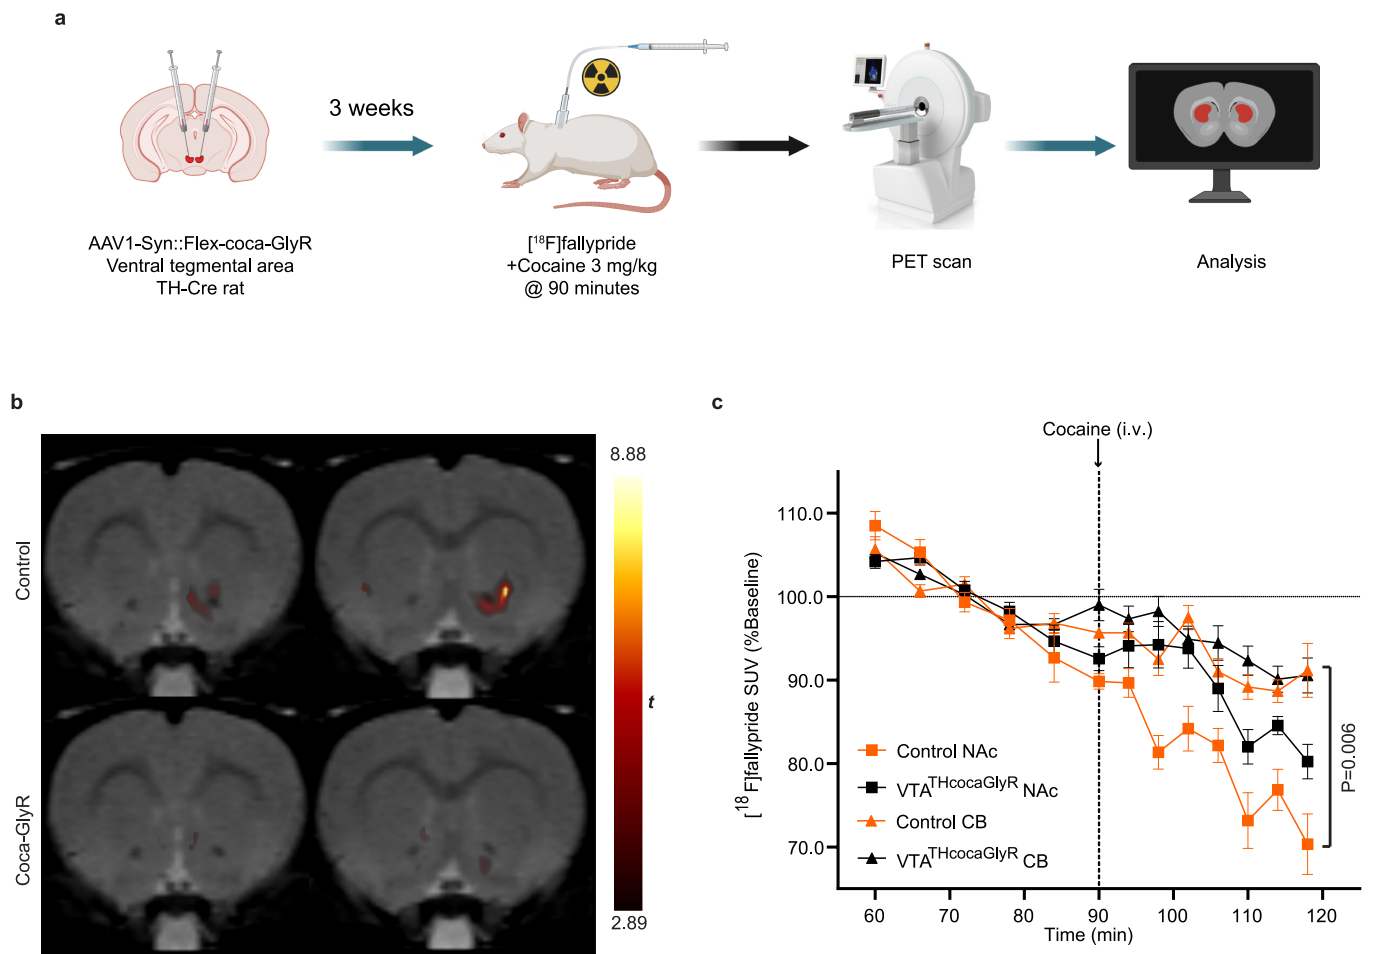 a
3 weeks
AAV1-Syn::Flex-coca-GlyR
Ventral tegmental area
TH-Cre rat
[¹⁸F]fallypride
+Cocaine 3 mg/kg
@ 90 minutes
PET scan
Analysis
b
Control
Coca-GlyR
8.88
t
2.89
c
Cocaine (i.v.)
[¹⁸F]fallypride SUV (%Baseline)
110.0
100.0
90.0
80.0
70.0
Control NAc
VTATHcocaGlyR NAc
Control CB
VTATHcocaGlyR CB
P=0.006
60 70 80 90 100 110 120
Time (min)